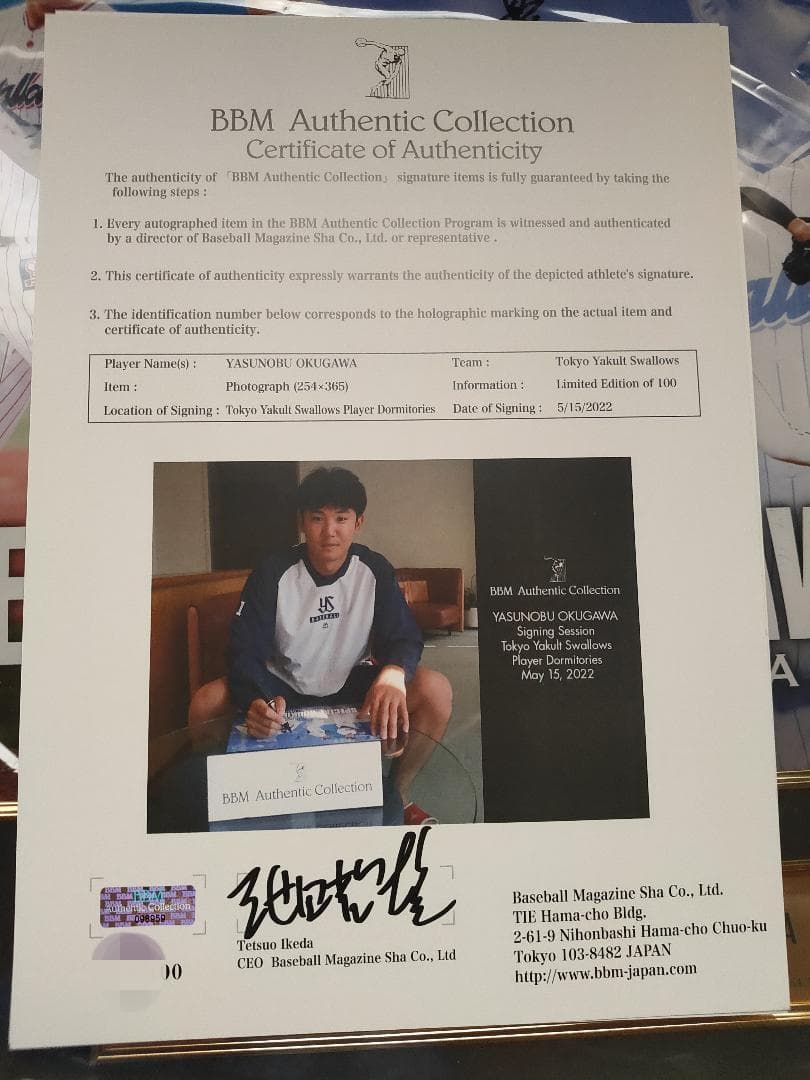 BBM Authentic Collection
Certificate of Authenticity
The authenticity of 「BBM Authentic Collection」 signature items is fully guaranteed by taking the
following steps :
1. Every autographed item in the BBM Authentic Collection Program is witnessed and authenticated
by a director of Baseball Magazine Sha Co., Ltd. or representative .
2. This certificate of authenticity expressly warrants the authenticity of the depicted athlete's signature.
3. The identification number below corresponds to the holographic marking on the actual item and
certificate of authenticity.
Player Name(s) : YASUNOBU OKUGAWA Team : Tokyo Yakult Swallows
Item : Photograph (254×365) Information : Limited Edition of 100
Location of Signing : Tokyo Yakult Swallows Player Dormitories Date of Signing : 5/15/2022
YS
BASEBALL
BBM Authentic Collection
YASUNOBU OKUGAWA
Signing Session
Tokyo Yakult Swallows
Player Dormitories
May 15, 2022
BBM Authentic Collection
BBM
Authentic Collection
00
Tetsuo Ikeda
CEO Baseball Magazine Sha Co., Ltd
Baseball Magazine Sha Co., Ltd.
TIE Hama-cho Bldg.
2-61-9 Nihonbashi Hama-cho Chuo-ku
Tokyo 103-8482 JAPAN
http://www.bbm-japan.com